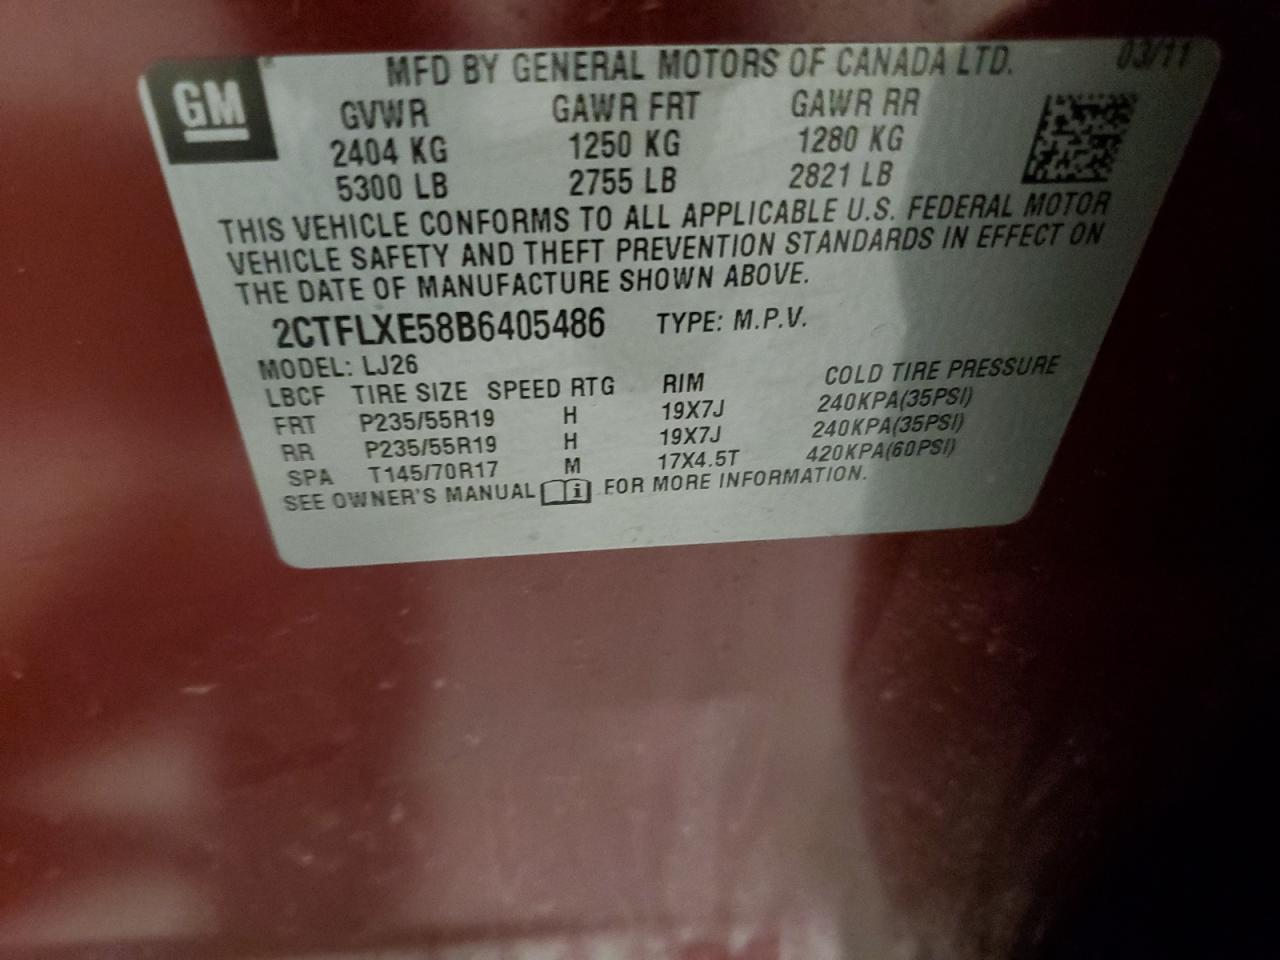 GM
MFD BY GENERAL MOTORS OF CANADA LTD. 03/11
GVWR GAWR FRT GAWR RR
2404 KG 1250 KG 1280 KG
5300 LB 2755 LB 2821 LB
THIS VEHICLE CONFORMS TO ALL APPLICABLE U.S. FEDERAL MOTOR
VEHICLE SAFETY AND THEFT PREVENTION STANDARDS IN EFFECT ON
THE DATE OF MANUFACTURE SHOWN ABOVE.
2CTFLXE58B6405486 TYPE: M.P.V.
MODEL: LJ26
LBCF TIRE SIZE SPEED RTG RIM COLD TIRE PRESSURE
FRT P235/55R19 H 19X7J 240KPA(35PSI)
RR P235/55R19 H 19X7J 240KPA(35PSI)
SPA T145/70R17 M 17X4.5T 420KPA(60PSI)
SEE OWNER'S MANUAL i FOR MORE INFORMATION.